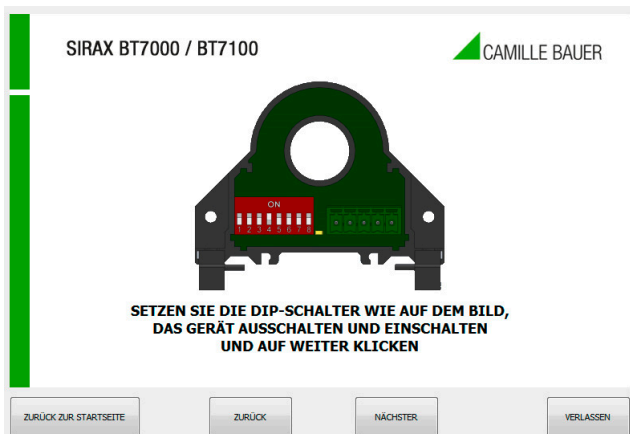 SIRAX BT7000 / BT7100
CAMILLE BAUER
ON
1 2 3 4 5 6 7 8
SETZEN SIE DIE DIP-SCHALTER WIE AUF DEM BILD,
DAS GERÄT AUSSCHALTEN UND EINSCHALTEN
UND AUF WEITER KLICKEN
ZURÜCK ZUR STARTSEITE
ZURÜCK
NÄCHSTER
VERLASSEN